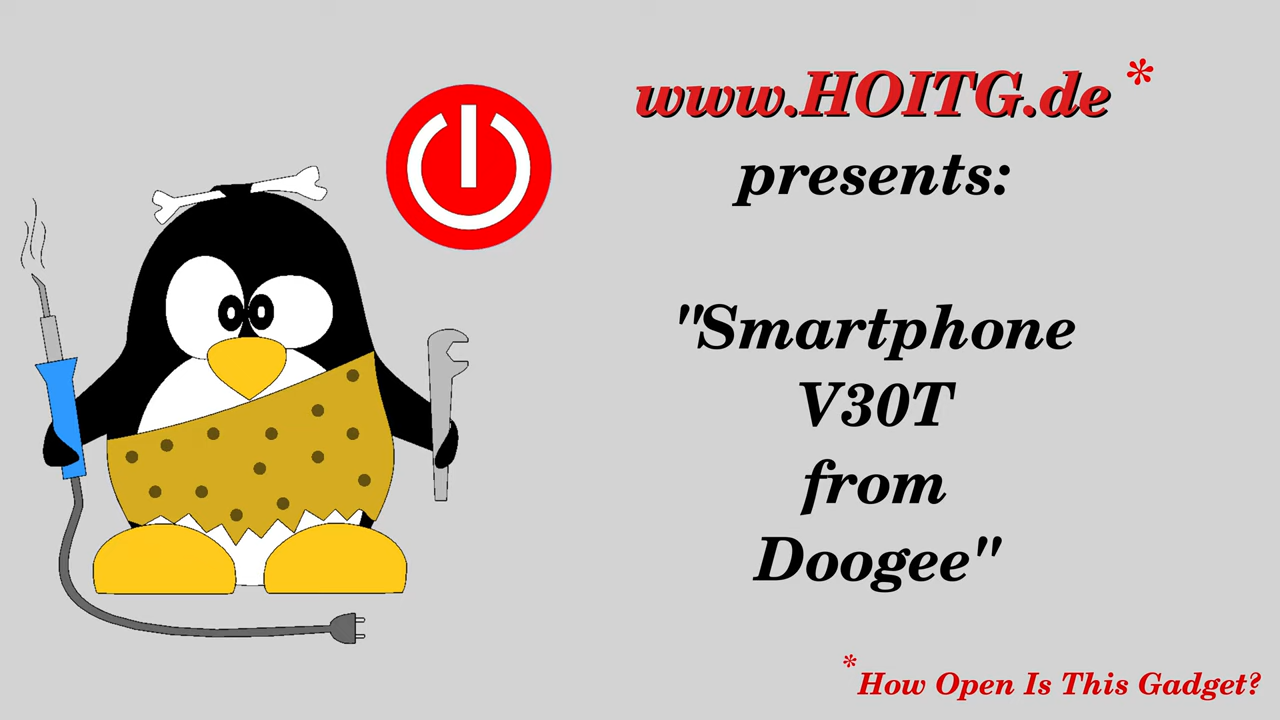 www.HOITG.de*
presents:
"Smartphone
V30T
from
Doogee"
*How Open Is This Gadget?